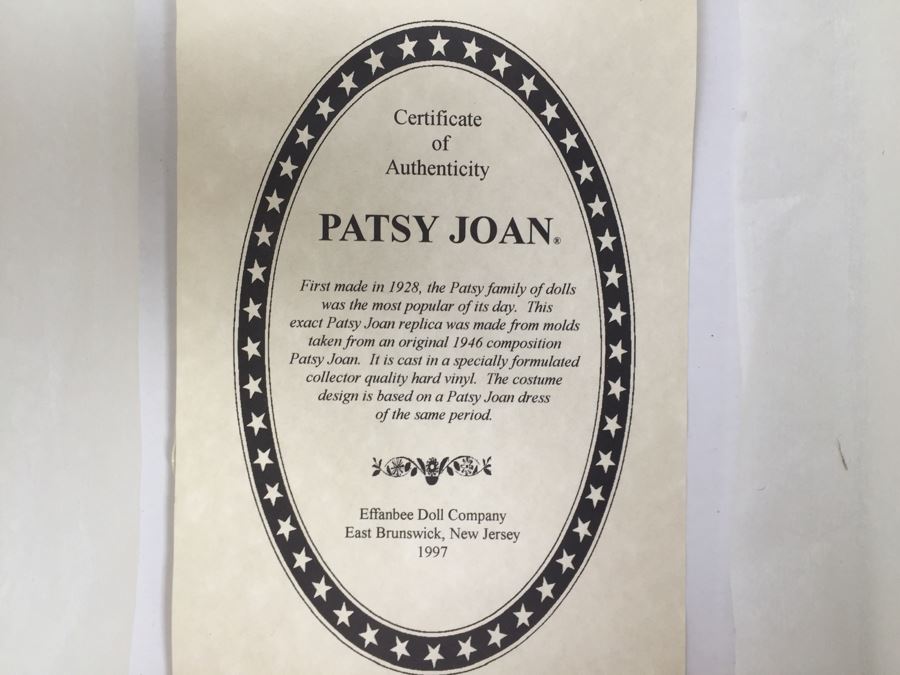 Certificate
of
Authenticity
PATSY JOAN®
First made in 1928, the Patsy family of dolls
was the most popular of its day. This
exact Patsy Joan replica was made from molds
taken from an original 1946 composition
Patsy Joan. It is cast in a specially formulated
collector quality hard vinyl. The costume
design is based on a Patsy Joan dress
of the same period.
Effanbee Doll Company
East Brunswick, New Jersey
1997